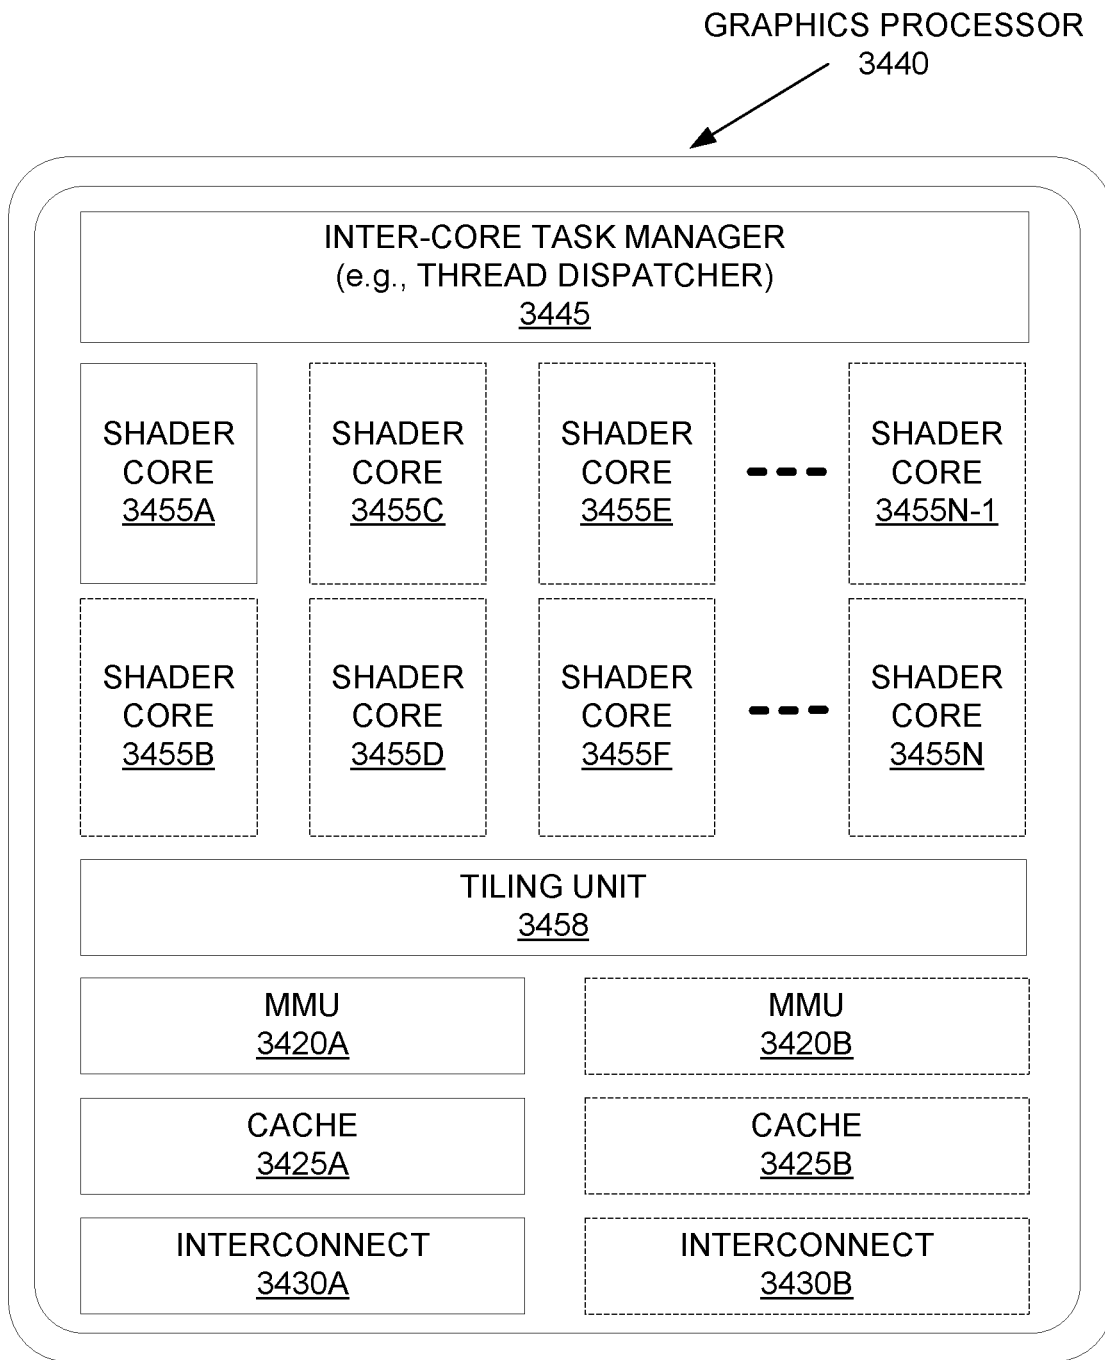 GRAPHICS PROCESSOR
3440
INTER-CORE TASK MANAGER
(e.g., THREAD DISPATCHER)
3445
SHADER
CORE
3455A
SHADER
CORE
3455C
SHADER
CORE
3455E
SHADER
CORE
3455N-1
SHADER
CORE
3455B
SHADER
CORE
3455D
SHADER
CORE
3455F
SHADER
CORE
3455N
TILING UNIT
3458
MMU
3420A
MMU
3420B
CACHE
3425A
CACHE
3425B
INTERCONNECT
3430A
INTERCONNECT
3430B